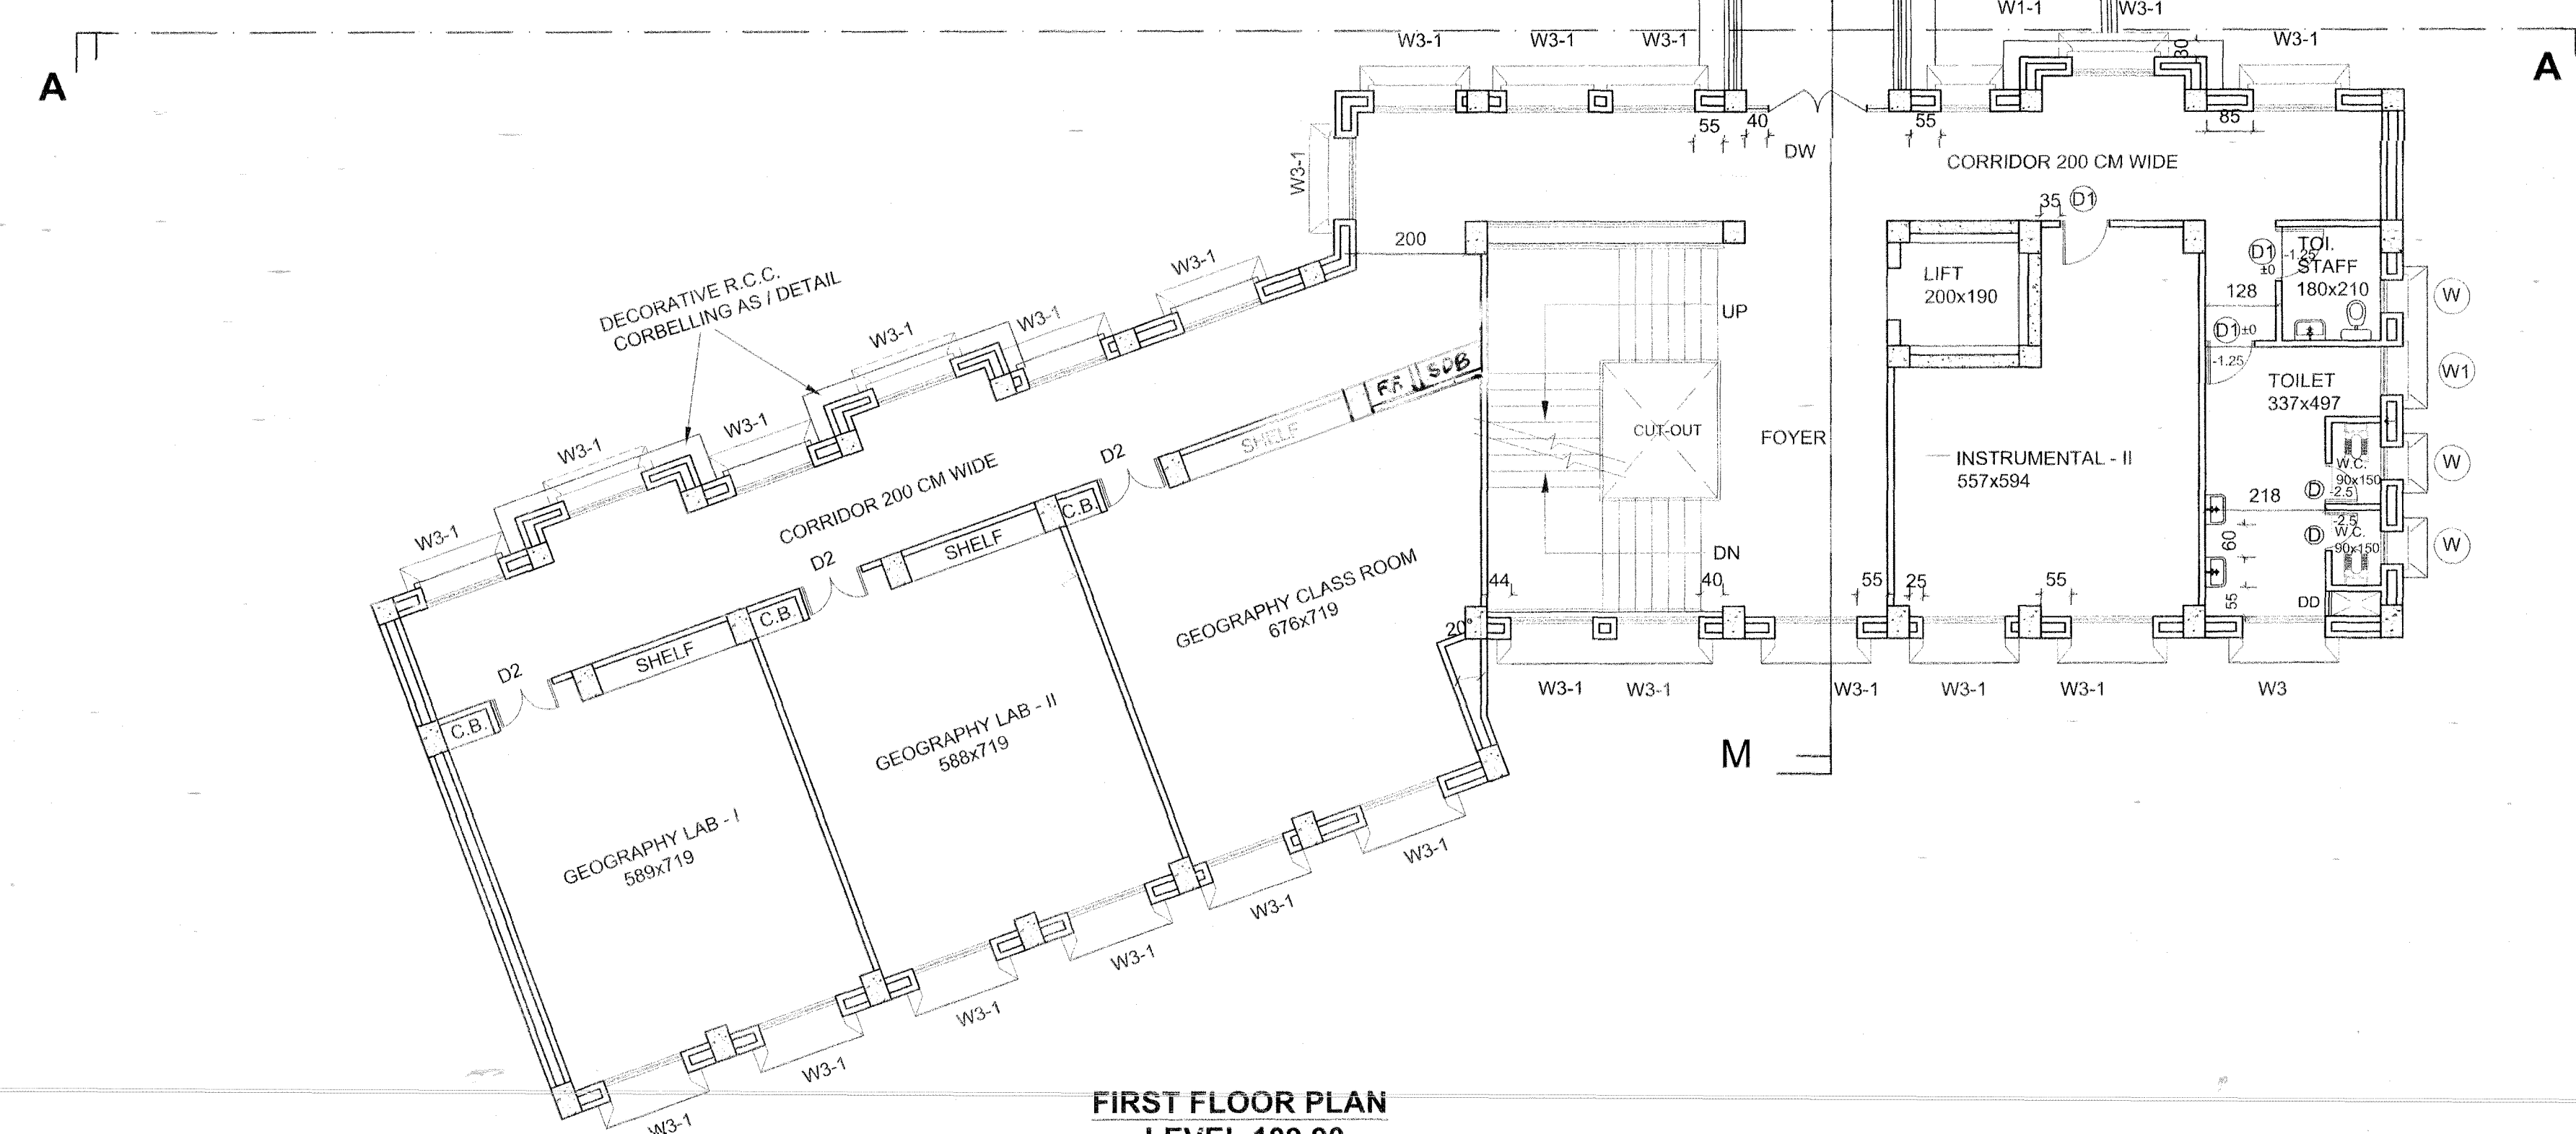 W1-1
W3-1
W3-1
W3-1
W3-1
W3-1
A
A
30
55
40
55
85
DW
CORRIDOR 200 CM WIDE
W3-1
35
D1
200
D1
TOI.
-1.25
±0
STAFF
180x210
LIFT
200x190
128
W
W3-1
DECORATIVE R.C.C.
CORBELLING AS / DETAIL
UP
W3-1
W3-1
D1
±0
-1.25
W1
F.F.
SDB
TOILET
337x497
W3-1
W3-1
SHELF
CUT-OUT
FOYER
INSTRUMENTAL - II
557x594
W.C.
90x150
D
-2.5
W
D2
CORRIDOR 200 CM WIDE
C.B.
218
-2.5
W.C.
90x150
D
60
W
W3-1
SHELF
D2
DN
44
40
55
25
55
55
DD
GEOGRAPHY CLASS ROOM
676x719
C.B.
20°
SHELF
D2
C.B.
W3-1
W3-1
W3-1
W3-1
W3-1
W3
GEOGRAPHY LAB - II
588x719
M
GEOGRAPHY LAB - I
589x719
W3-1
W3-1
W3-1
W3-1
W3-1
W3-1
FIRST FLOOR PLAN